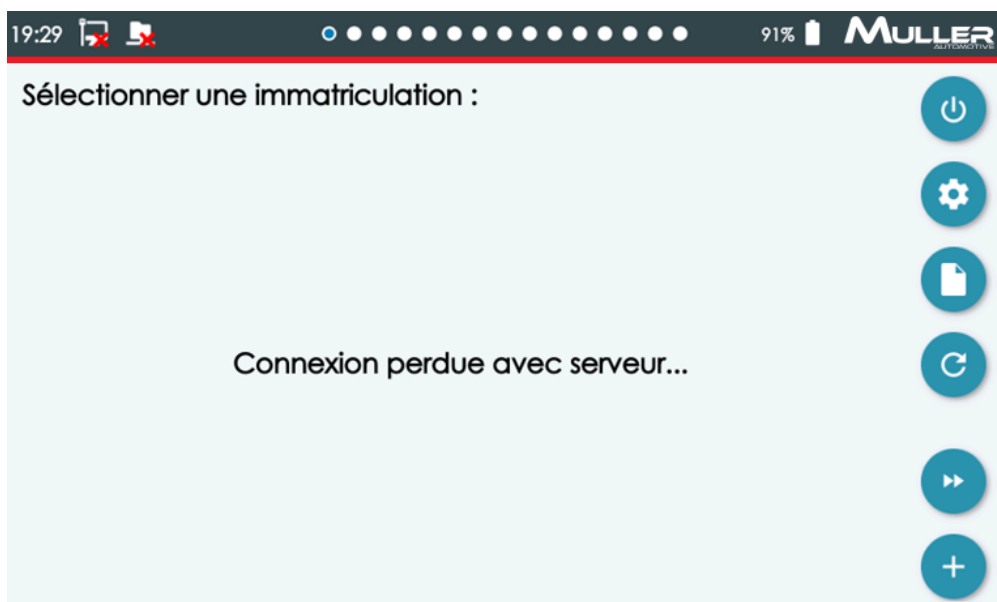 19:29
91%
MULLER
AUTOMOTIVE
Sélectionner une immatriculation :
Connexion perdue avec serveur...